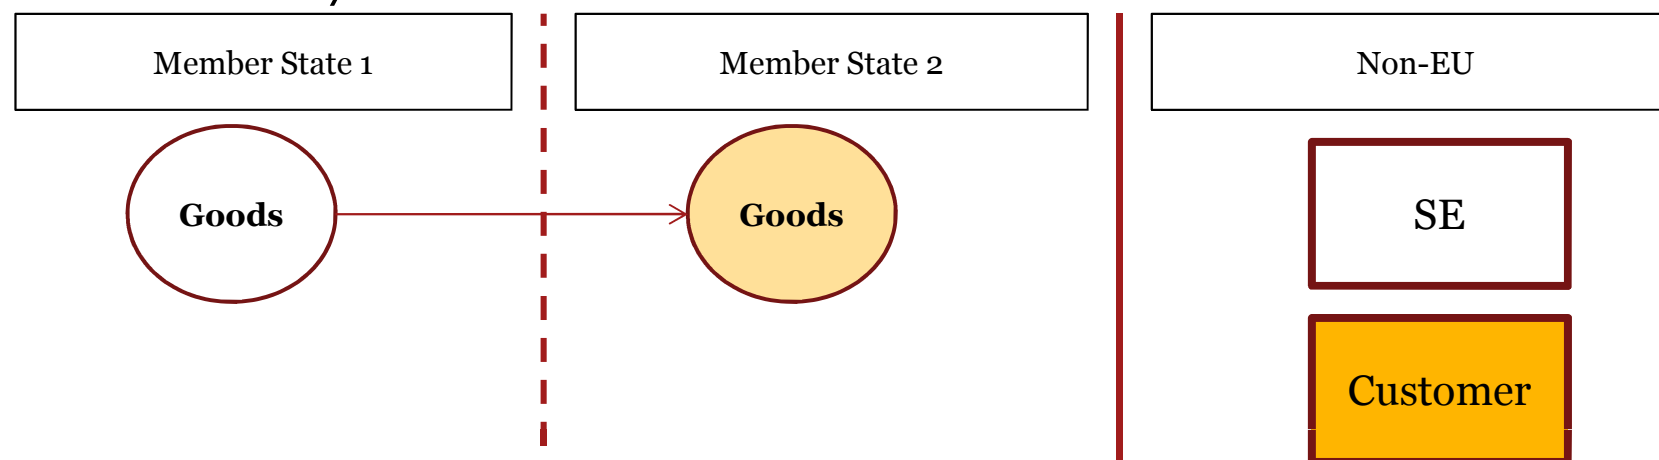 Member State 1
Member State 2
Non-EU
Goods
Goods
SE
Customer